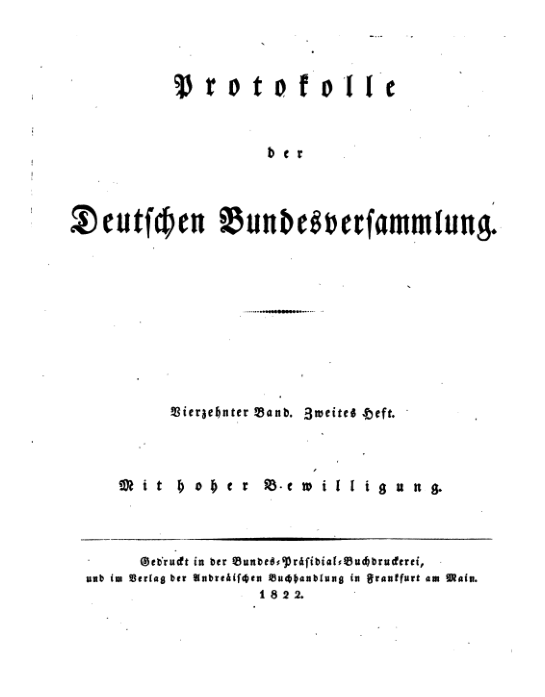 Protokolle
der
Deutſchen Bundesverſammlung.
Vierzehnter Band. Zweites Heft.
Mit hoher Bewilligung.
Gedruckt in der Bundes-Präſidial-Buchdruckerei,
und im Verlag der Andreäiſchen Buchhandlung in Frankfurt am Main.
1822.